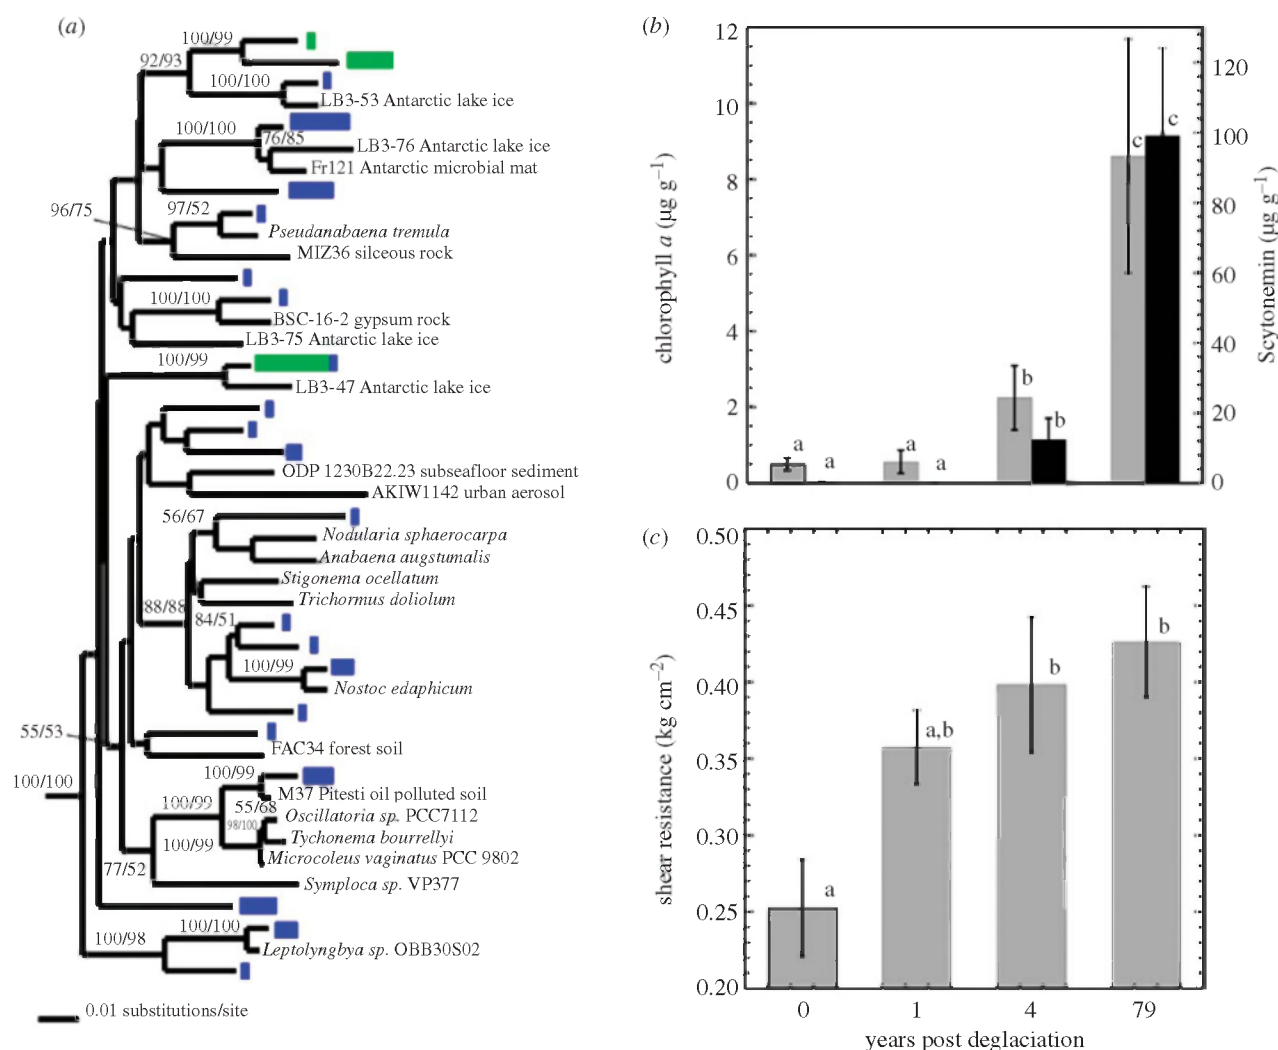 (a)
100/99
92/93
100/100
LB3-53 Antarctic lake ice
100/100
76/85
LB3-76 Antarctic lake ice
Fr121 Antarctic microbial mat
96/75
97/52
Pseudanabaena tremula
MIZ36 silceous rock
100/100
BSC-16-2 gypsum rock
LB3-75 Antarctic lake ice
100/99
LB3-47 Antarctic lake ice
ODP 1230B22.23 subseafloor sediment
AKIW1142 urban aerosol
56/67
Nodularia sphaerocarpa
Anabaena augstumalis
Stigonema ocellatum
Trichormus doliolum
88/88
84/51
100/99
Nostoc edaphicum
55/53
FAC34 forest soil
100/100
100/99
M37 Pitesti oil polluted soil
100/99
55/68
Oscillatoria sp. PCC7112
98/100
Tychonema bourrellyi
100/99
Microcoleus vaginatus PCC 9802
77/52
Symploca sp. VP377
100/100
100/98
Leptolyngbya sp. OBB30S02
0.01 substitutions/site
(b)
12
10
8
6
4
2
0
chlorophyll a (µg g⁻¹)
120
100
80
60
40
20
0
Scytonemin (µg g⁻¹)
a
a
a
a
b
b
c
c
(c)
0.50
0.45
0.40
0.35
0.30
0.25
0.20
shear resistance (kg cm⁻²)
a
a,b
b
b
0
1
4
79
years post deglaciation